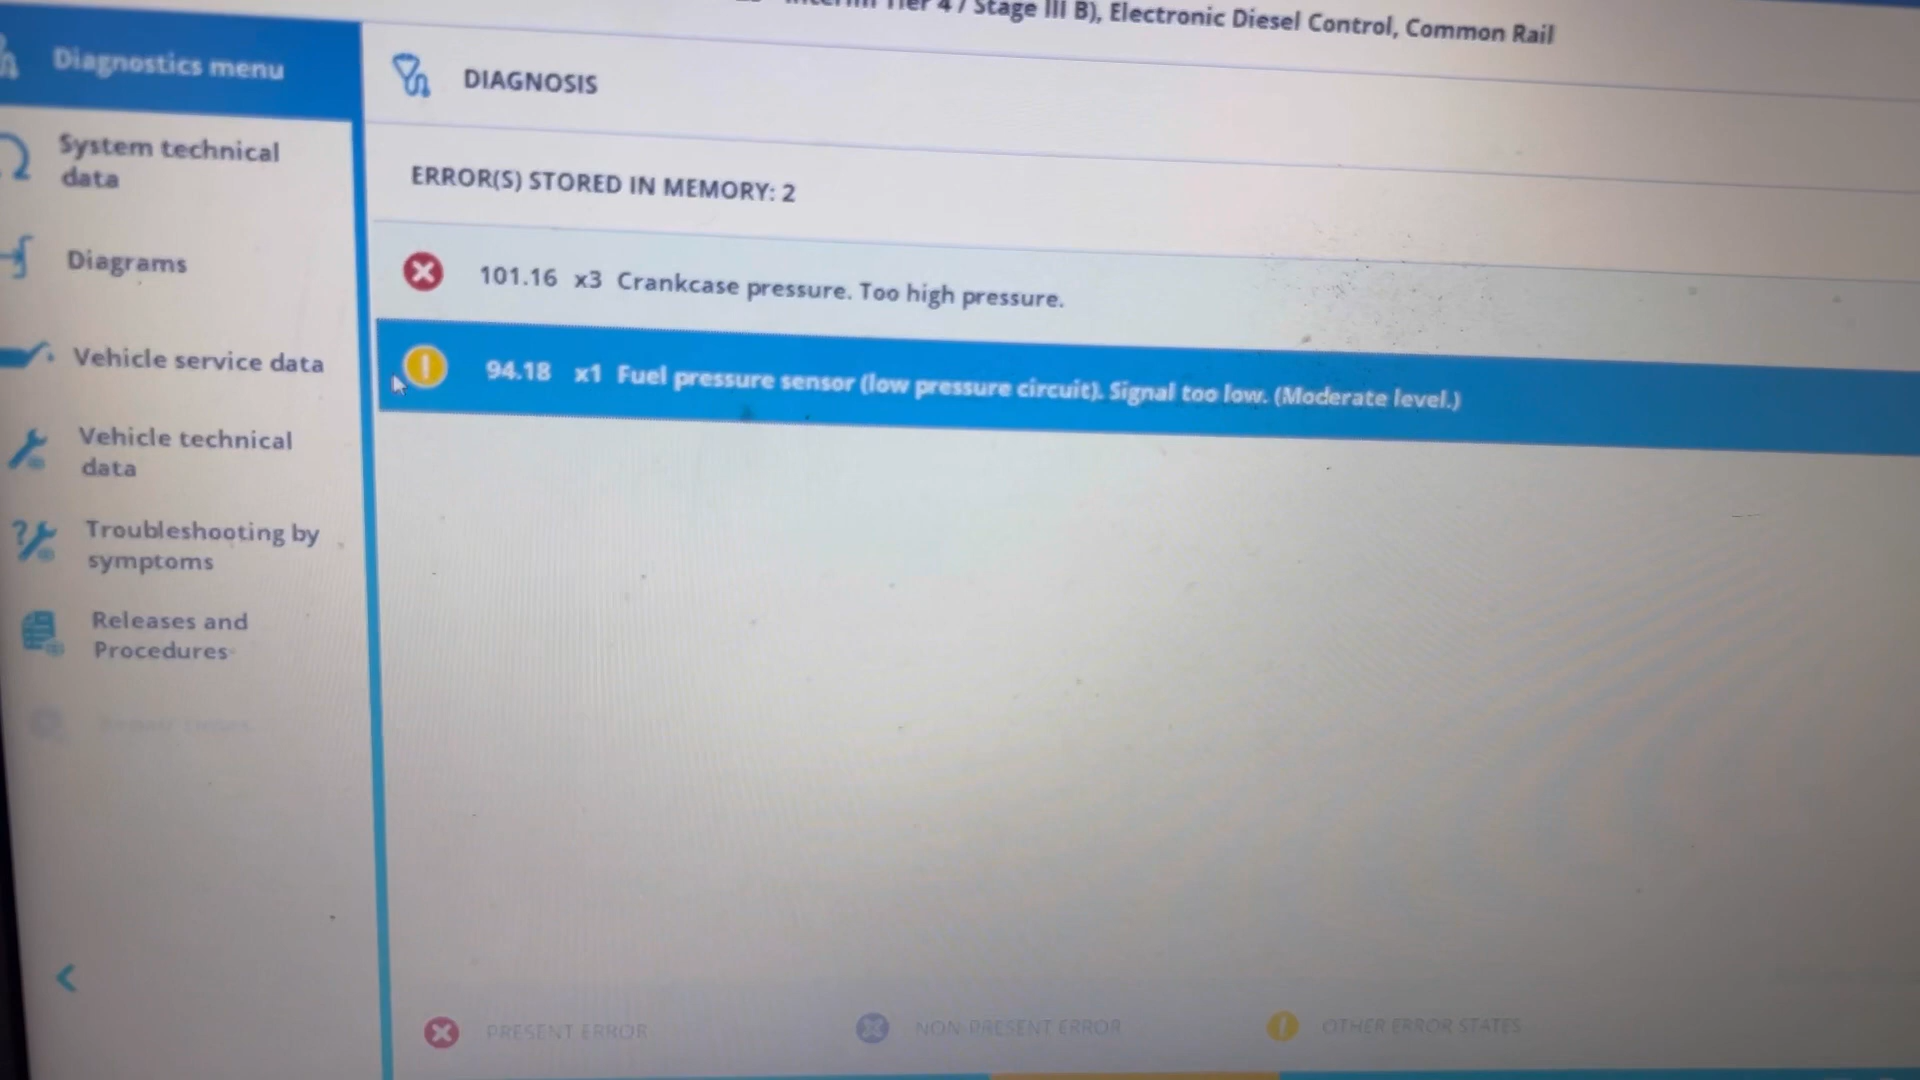 Tier 4 / Stage III B), Electronic Diesel Control, Common Rail
Diagnostics menu
DIAGNOSIS
System technical
data
ERROR(S) STORED IN MEMORY: 2
Diagrams
101.16 x3 Crankcase pressure. Too high pressure.
Vehicle service data
94.18 x1 Fuel pressure sensor (low pressure circuit). Signal too low. (Moderate level.)
Vehicle technical
data
Troubleshooting by
symptoms
Releases and
Procedures
PRESENT ERROR
NON-PRESENT ERROR
OTHER ERROR STATES